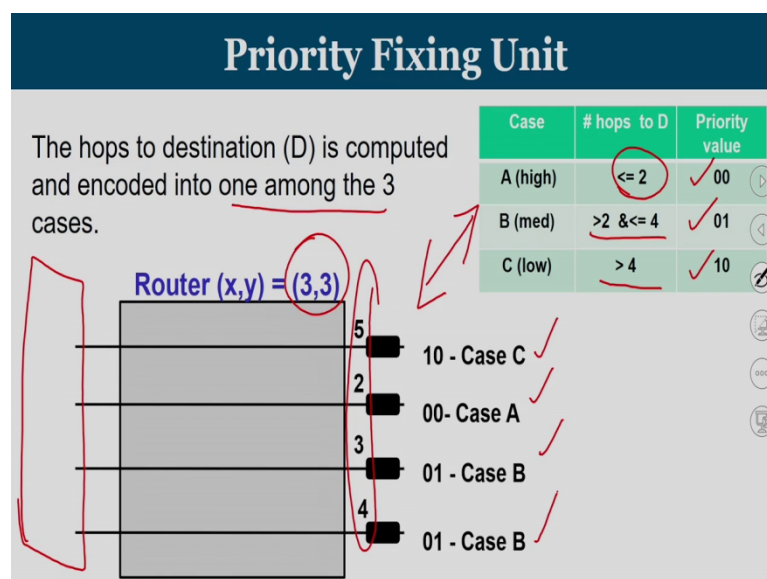 Priority Fixing Unit
The hops to destination (D) is computed
and encoded into one among the 3
cases.
Case # hops to D Priority value
A (high) <= 2 00
B (med) >2 &<= 4 01
C (low) > 4 10
Router (x,y) = (3,3)
5
10 - Case C
2
00- Case A
3
01 - Case B
4
01 - Case B